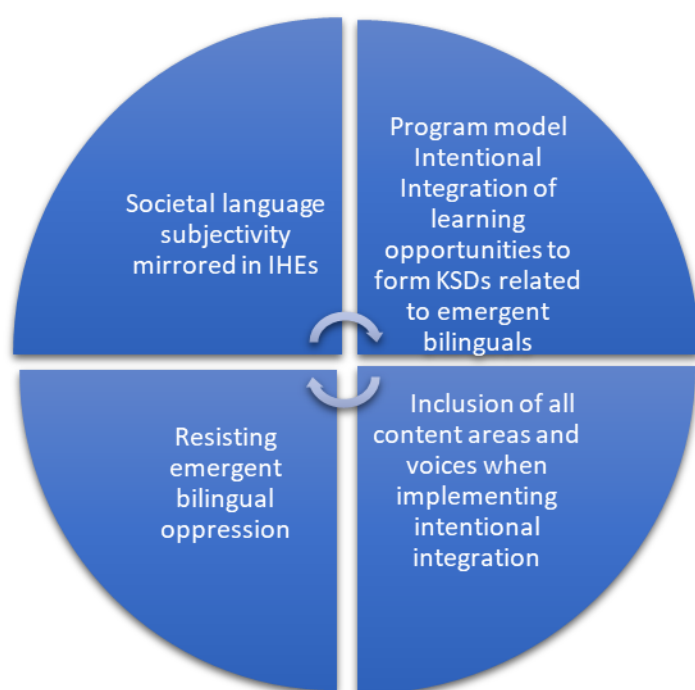 Societal language
subjectivity
mirrored in IHEs
Program model
Intentional
Integration of
learning
opportunities to
form KSDs related
to emergent
bilinguals
Resisting
emergent
bilingual
oppression
Inclusion of all
content areas and
voices when
implementing
intentional
integration